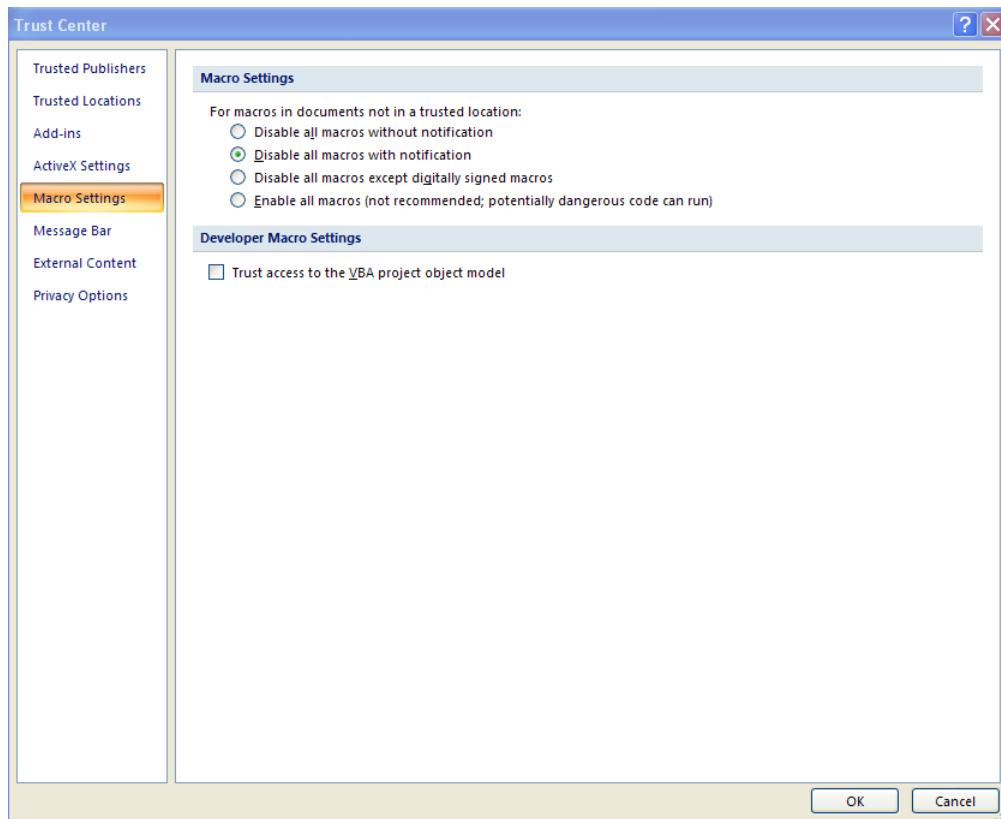 Trust Center
Trusted Publishers
Trusted Locations
Add-ins
ActiveX Settings
Macro Settings
Message Bar
External Content
Privacy Options
Macro Settings
For macros in documents not in a trusted location:
Disable all macros without notification
Disable all macros with notification
Disable all macros except digitally signed macros
Enable all macros (not recommended; potentially dangerous code can run)
Developer Macro Settings
Trust access to the VBA project object model
OK
Cancel